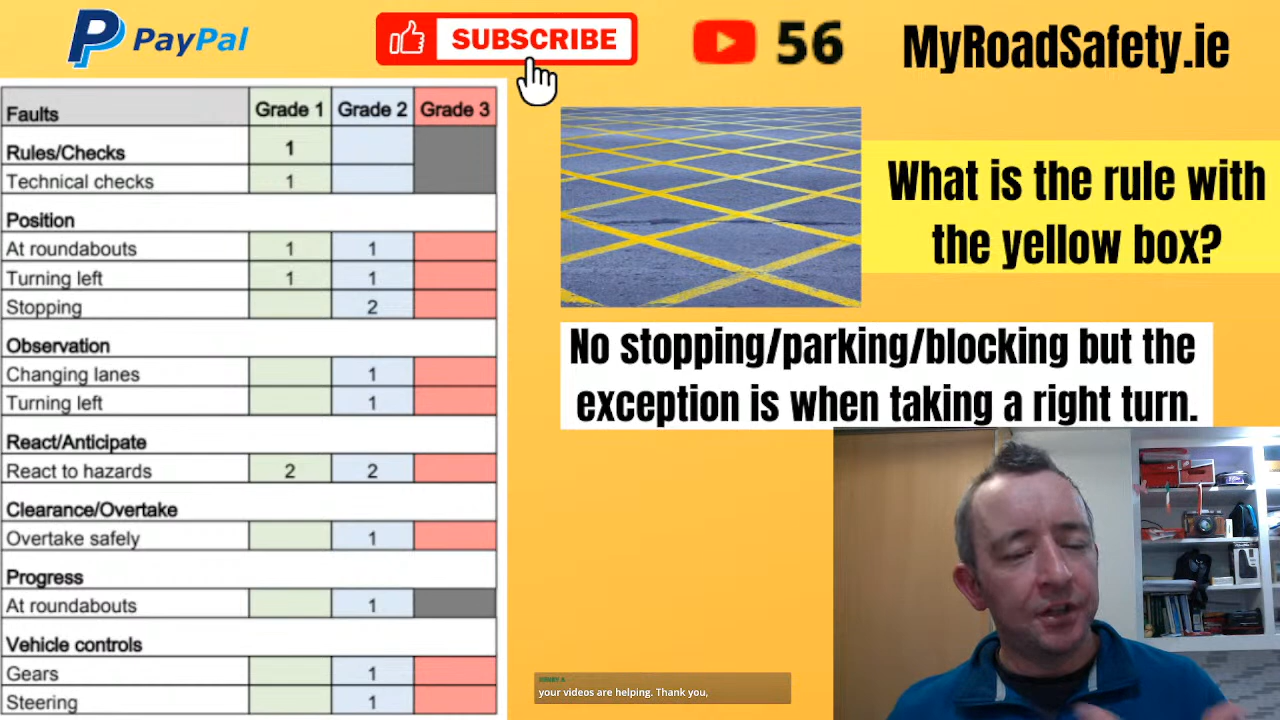 PayPal
SUBSCRIBE
56
MyRoadSafety.ie
Faults Grade 1 Grade 2 Grade 3
Rules/Checks 1
Technical checks 1
Position
At roundabouts 1 1
Turning left 1 1
Stopping 2
Observation
Changing lanes 1
Turning left 1
React/Anticipate
React to hazards 2 2
Clearance/Overtake
Overtake safely 1
Progress
At roundabouts 1
Vehicle controls
Gears 1
Steering 1
What is the rule with
the yellow box?
No stopping/parking/blocking but the
exception is when taking a right turn.
your videos are helping. Thank you,